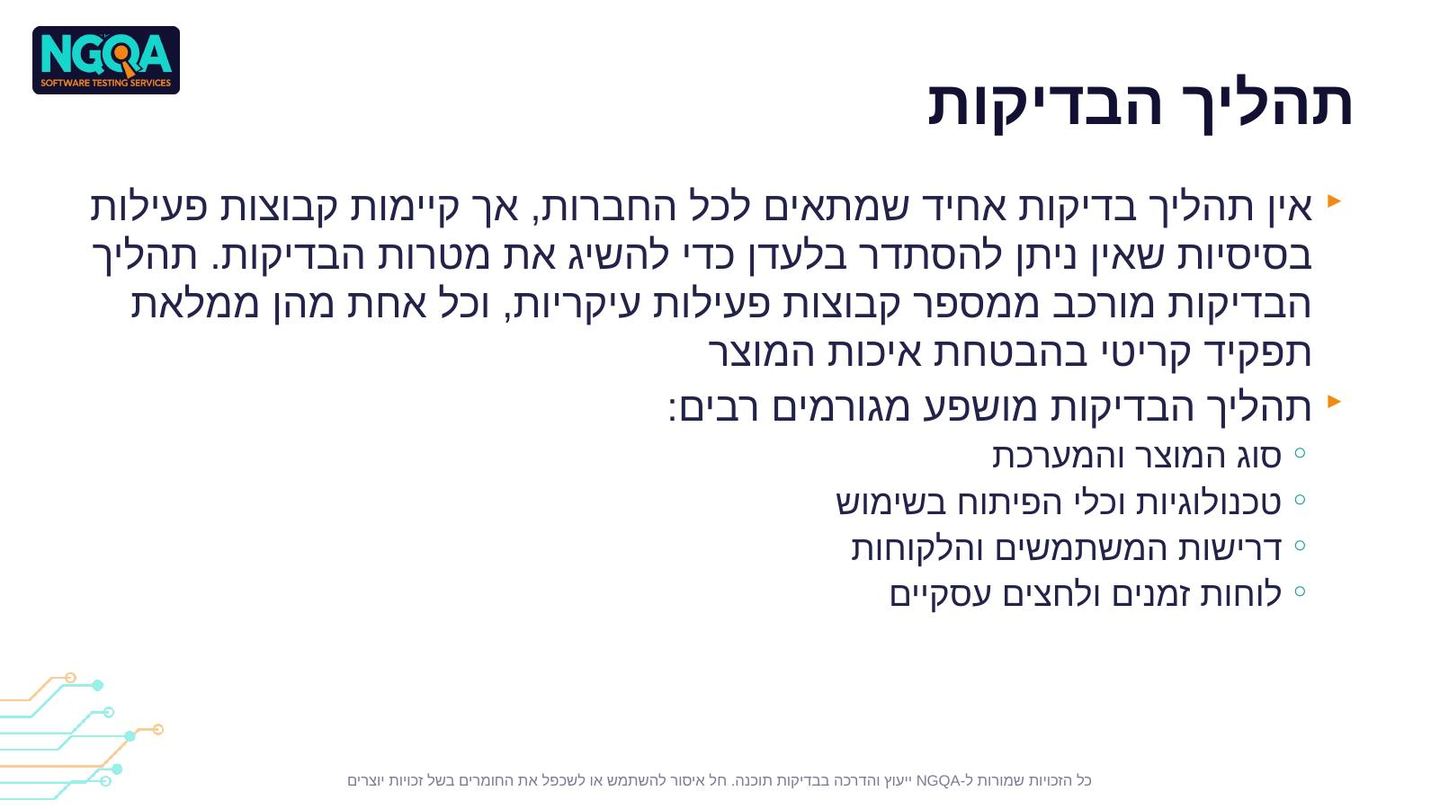 NGQA
SOFTWARE TESTING SERVICES
תהליך הבדיקות
אין תהליך בדיקות אחיד שמתאים לכל החברות, אך קיימות קבוצות פעילות
בסיסיות שאין ניתן להסתדר בלעדן כדי להשיג את מטרות הבדיקות. תהליך
הבדיקות מורכב ממספר קבוצות פעילות עיקריות, וכל אחת מהן ממלאת
תפקיד קריטי בהבטחת איכות המוצר
תהליך הבדיקות מושפע מגורמים רבים:
סוג המוצר והמערכת
טכנולוגיות וכלי הפיתוח בשימוש
דרישות המשתמשים והלקוחות
לוחות זמנים ולחצים עסקיים
כל הזכויות שמורות ל-NGQA ייעוץ והדרכה בבדיקות תוכנה. חל איסור להשתמש או לשכפל את החומרים בשל זכויות יוצרים